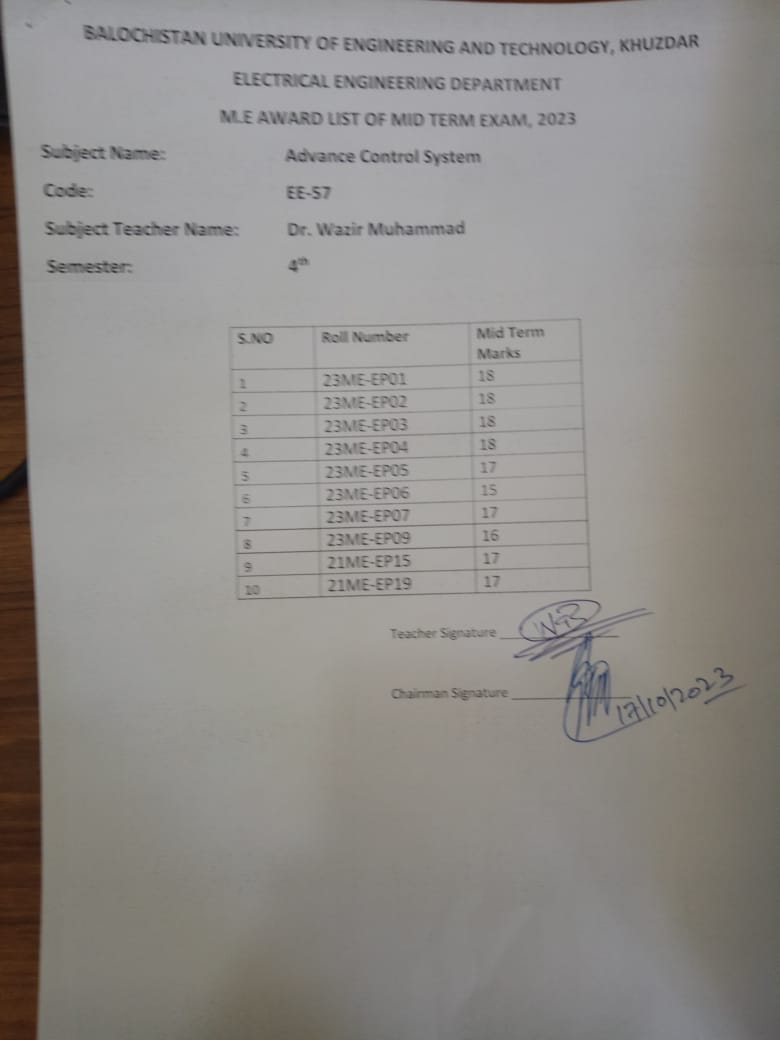 BALOCHISTAN UNIVERSITY OF ENGINEERING AND TECHNOLOGY, KHUZDAR
ELECTRICAL ENGINEERING DEPARTMENT
M.E AWARD LIST OF MID TERM EXAM, 2023
Subject Name: Advance Control System
Code: EE-57
Subject Teacher Name: Dr. Wazir Muhammad
Semester: 4th
S.NO Roll Number Mid Term Marks
1 23ME-EP01 18
2 23ME-EP02 18
3 23ME-EP03 18
4 23ME-EP04 18
5 23ME-EP05 17
6 23ME-EP06 15
7 23ME-EP07 17
8 23ME-EP09 16
9 21ME-EP15 17
10 21ME-EP19 17
Teacher Signature
Chairman Signature
17/10/2023